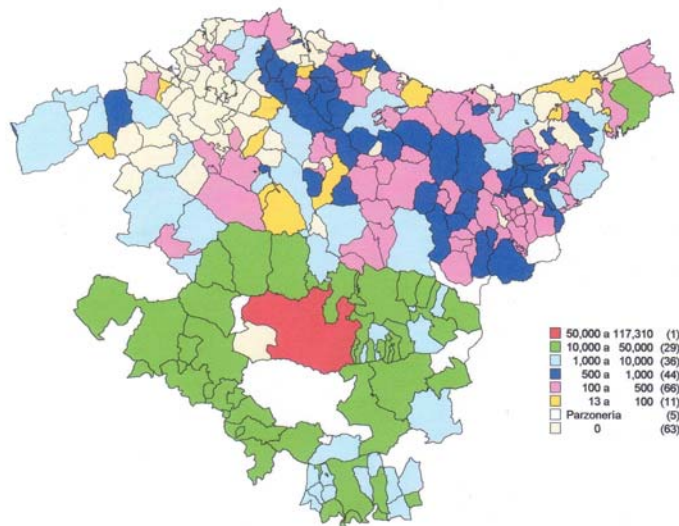 50,000 a 117,310 (1)
10,000 a 50,000 (29)
1,000 a 10,000 (36)
500 a 1,000 (44)
100 a 500 (66)
13 a 100 (11)
Parzonería (5)
0 (63)